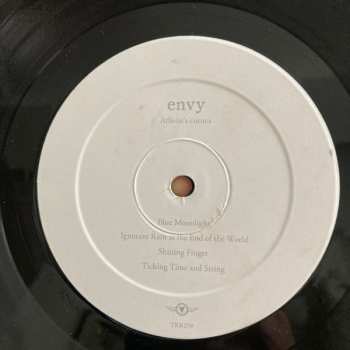 envy
Atheist's cornea
Blue Moonlight
Ignorant Rain at the End of the World
Shining Finger
Ticking Time and String